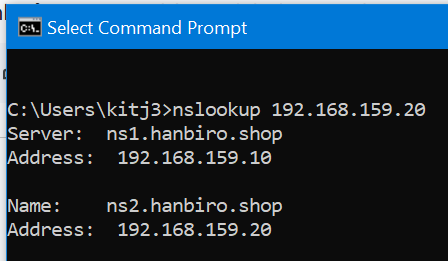 Select Command Prompt
C:\Users\kitj3>nslookup 192.168.159.20
Server:  ns1.hanbiro.shop
Address:  192.168.159.10
Name:    ns2.hanbiro.shop
Address:  192.168.159.20